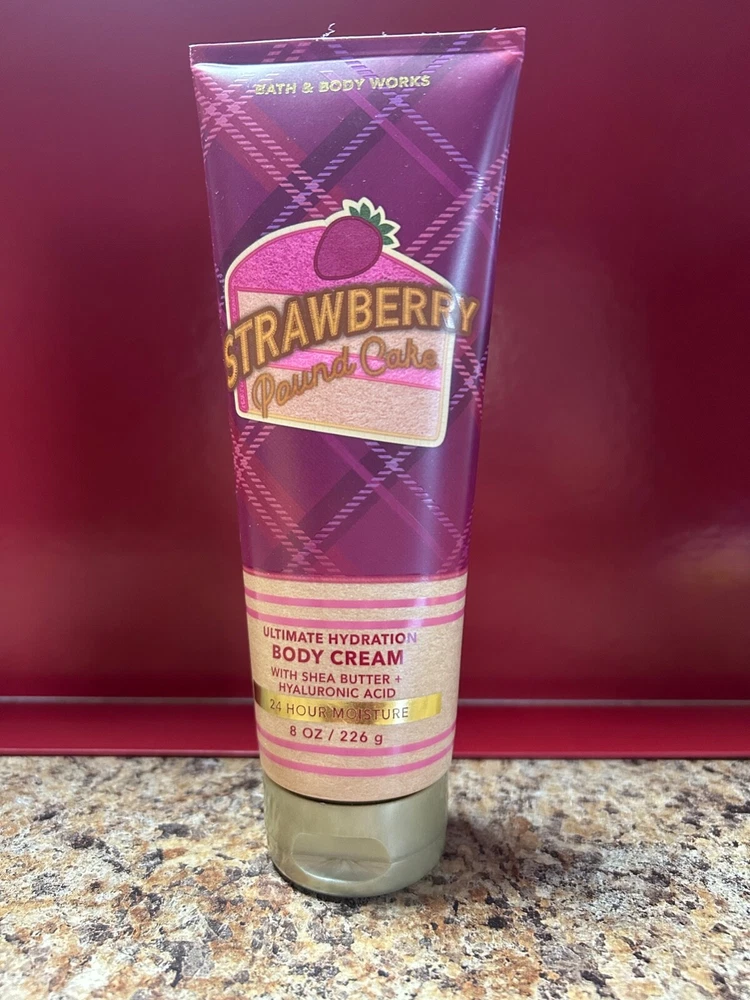 BATH & BODY WORKS
STRAWBERRY
Pound Cake
ULTIMATE HYDRATION
BODY CREAM
WITH SHEA BUTTER +
HYALURONIC ACID
24 HOUR MOISTURE
8 OZ / 226 g